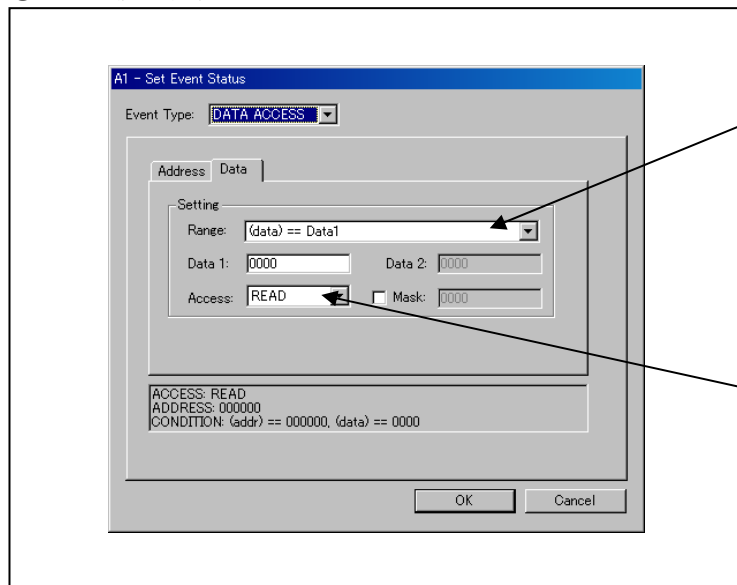 A1 - Set Event Status
Event Type: DATA ACCESS
Address Data
Setting
Range: (data) == Data1
Data 1: 0000 Data 2: 0000
Access: READ Mask: 0000
ACCESS: READ
ADDRESS: 000000
CONDITION: (addr) == 000000, (data) == 0000
OK Cancel